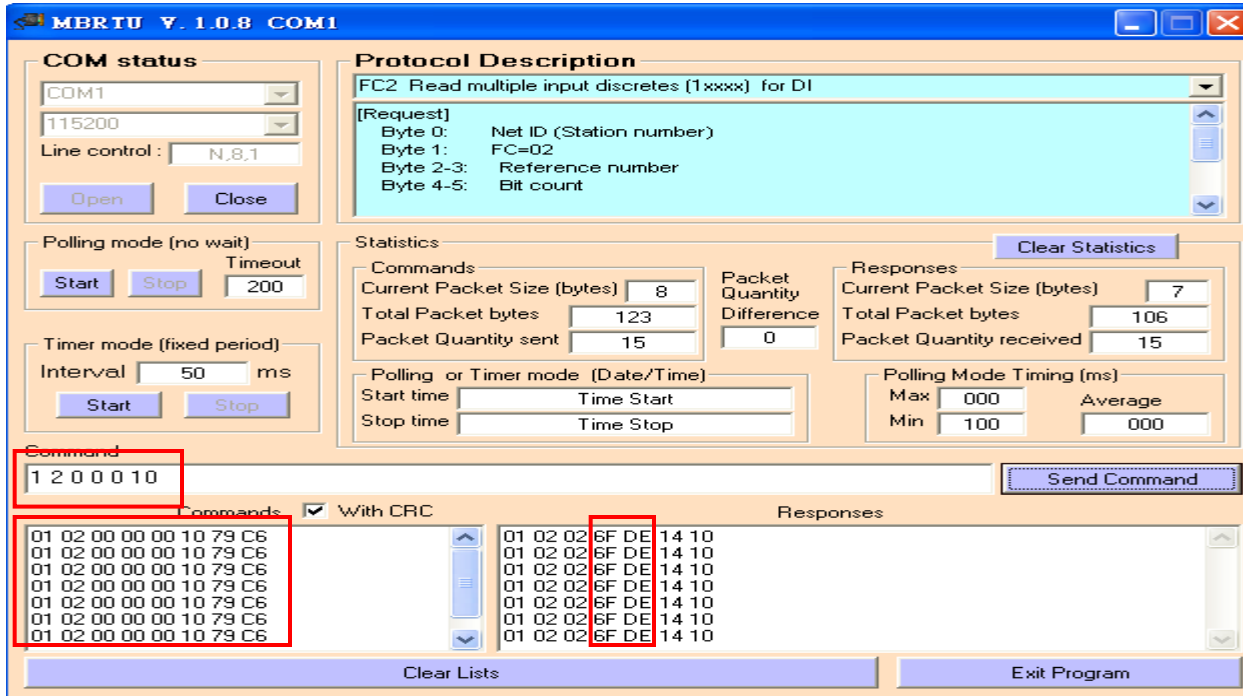 MBRTU V. 1.0.8 COM1
COM status
COM1
115200
Line control : N,8,1
Open Close
Protocol Description
FC2 Read multiple input discretes (1xxxx) for DI
[Request]
Byte 0: Net ID (Station number)
Byte 1: FC=02
Byte 2-3: Reference number
Byte 4-5: Bit count
Polling mode (no wait)
Timeout
Start Stop 200
Timer mode (fixed period)
Interval 50 ms
Start Stop
Statistics
Clear Statistics
Commands
Current Packet Size (bytes) 8
Total Packet bytes 123
Packet Quantity sent 15
Packet
Quantity
Difference
0
Responses
Current Packet Size (bytes) 7
Total Packet bytes 106
Packet Quantity received 15
Polling or Timer mode (Date/Time)
Start time Time Start
Stop time Time Stop
Polling Mode Timing (ms)
Max 000 Average
Min 100 000
Command
1 2 0 0 0 10
Send Command
Commands With CRC
01 02 00 00 00 10 79 C6
01 02 00 00 00 10 79 C6
01 02 00 00 00 10 79 C6
01 02 00 00 00 10 79 C6
01 02 00 00 00 10 79 C6
01 02 00 00 00 10 79 C6
01 02 00 00 00 10 79 C6
Responses
01 02 02 6F DE 14 10
01 02 02 6F DE 14 10
01 02 02 6F DE 14 10
01 02 02 6F DE 14 10
01 02 02 6F DE 14 10
01 02 02 6F DE 14 10
01 02 02 6F DE 14 10
Clear Lists Exit Program